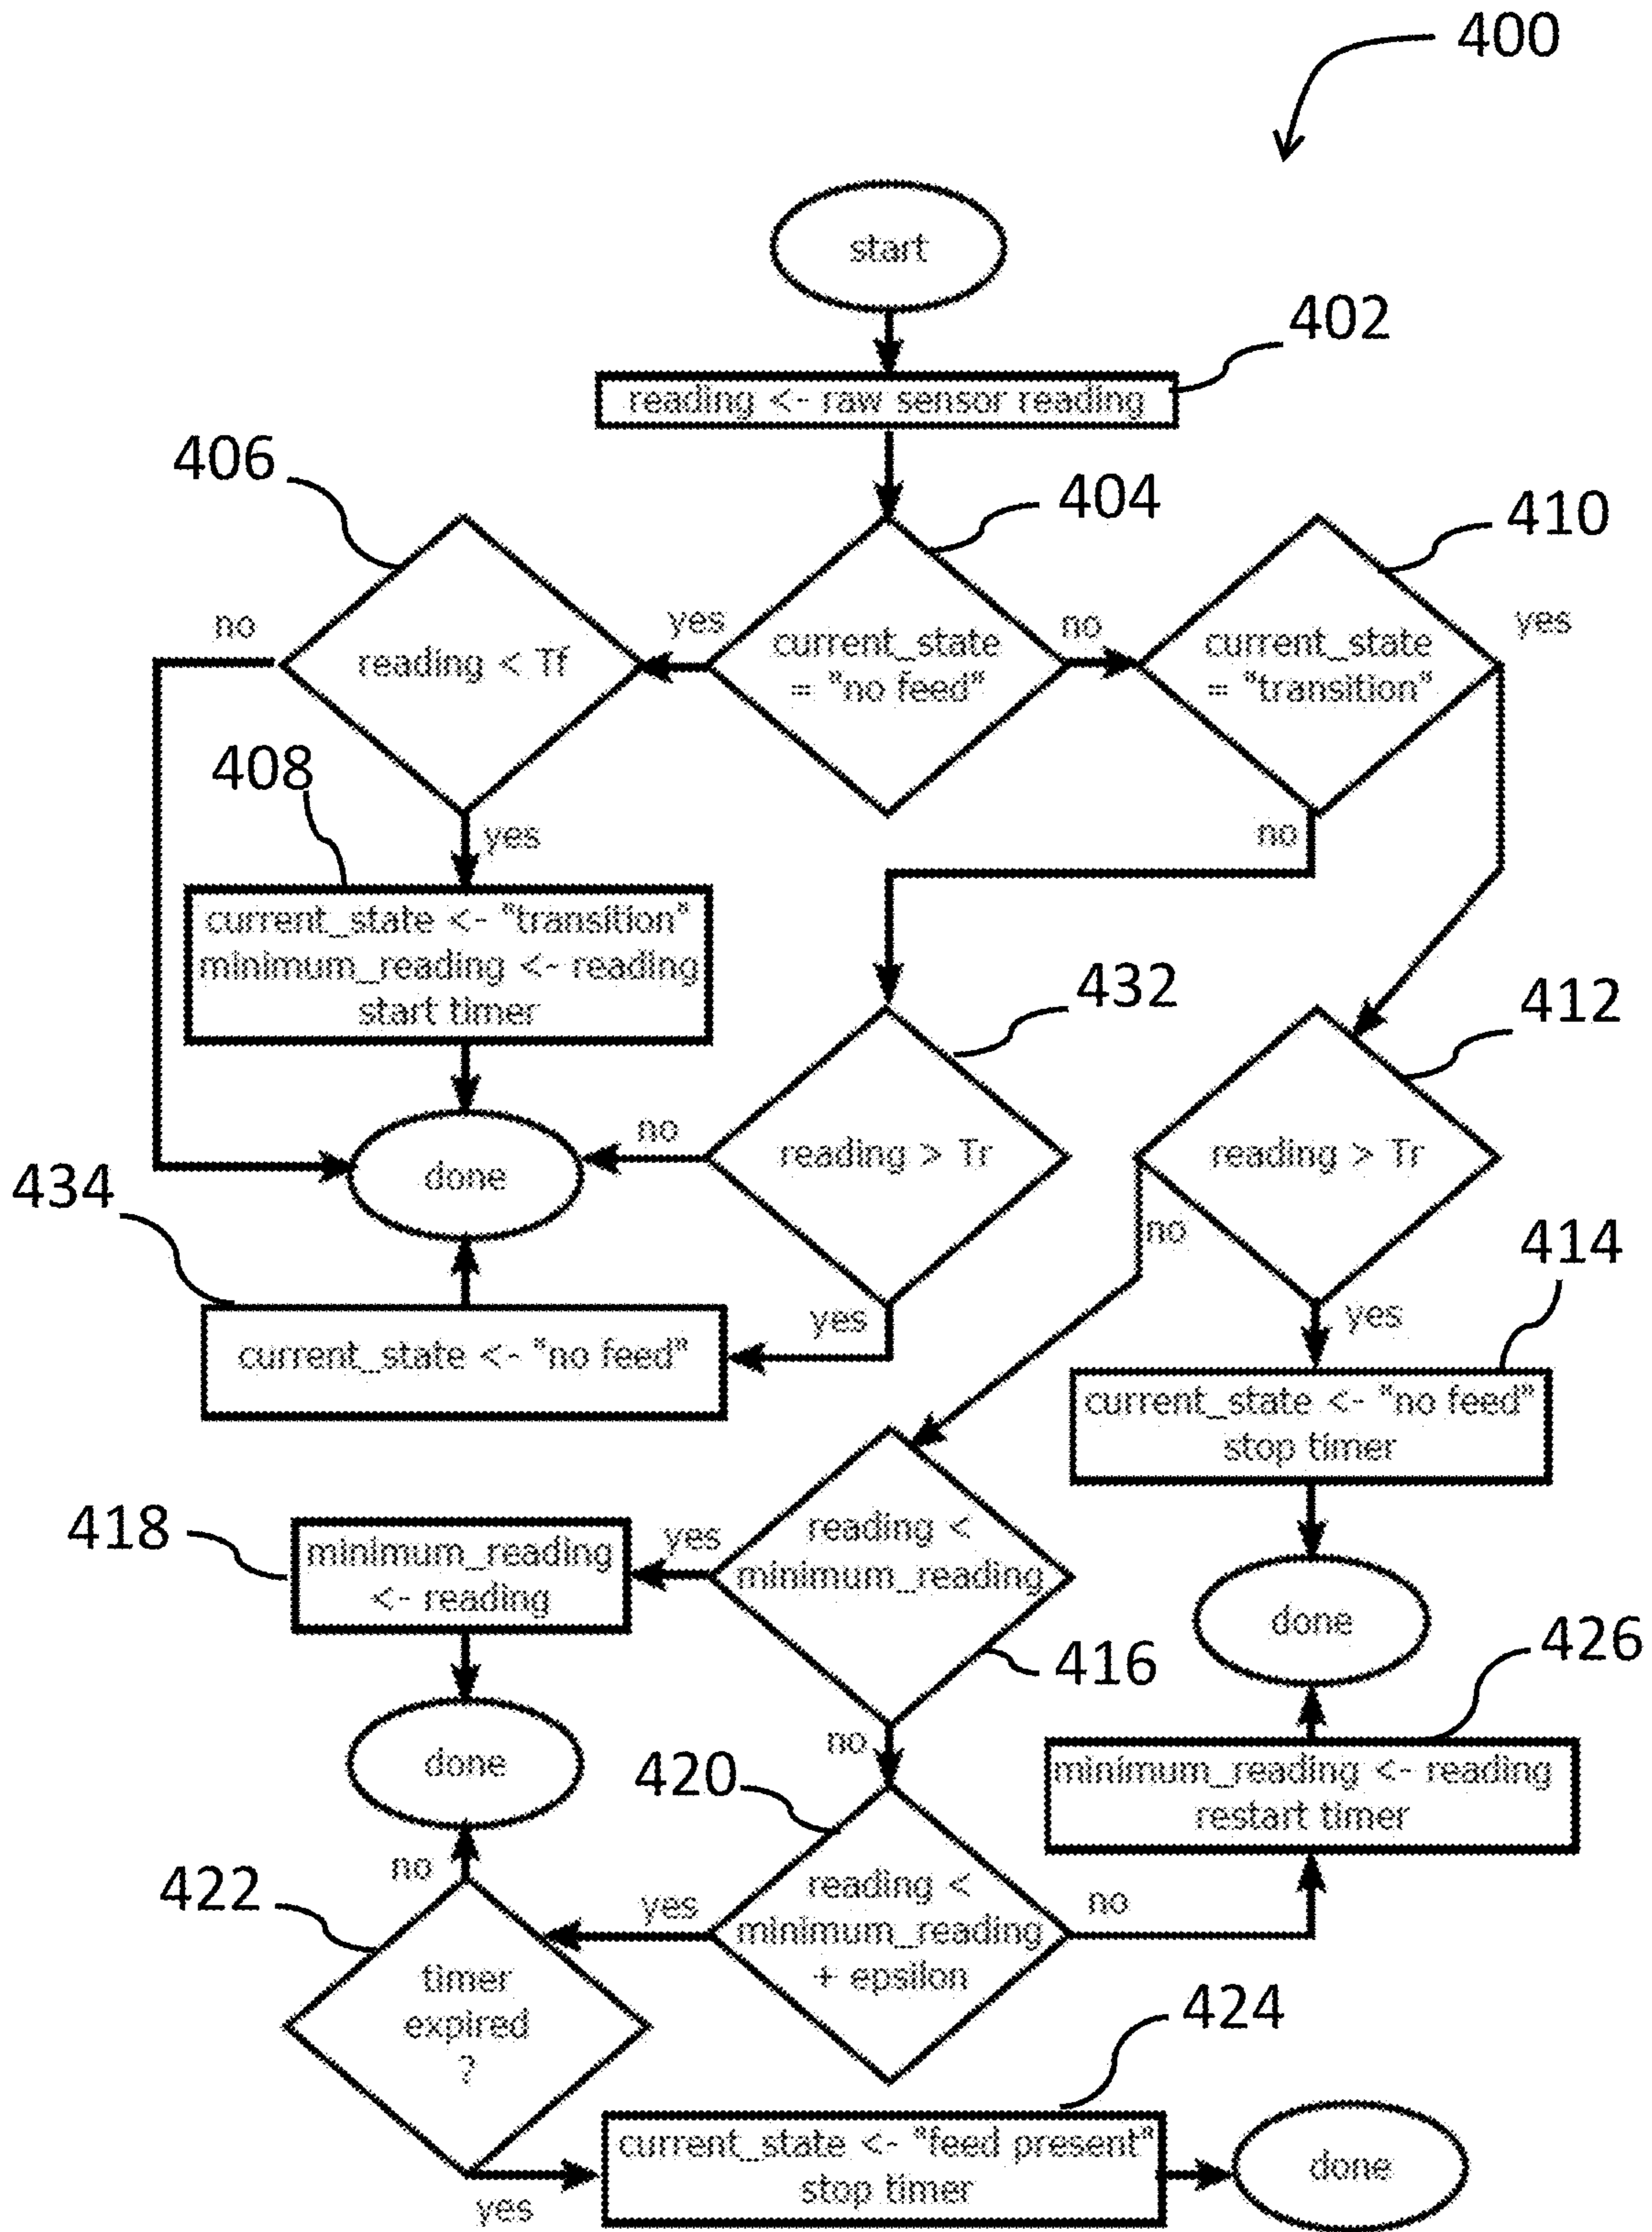 400
start
402
reading <- raw sensor reading
406
404
410
no
reading < Tf
yes
current_state
= "no feed"
no
current_state
= "transition"
yes
408
yes
no
current_state <- "transition"
minimum_reading <- reading
start timer
432
412
434
done
no
reading > Tr
reading > Tr
no
414
yes
yes
current_state <- "no feed"
current_state <- "no feed"
stop timer
418
minimum_reading
<- reading
yes
reading <
minimum_reading
416
done
426
done
no
420
minimum_reading <- reading
restart timer
422
no
yes
reading <
minimum_reading
+ epsilon
no
timer
expired
?
424
yes
current_state <- "feed present"
stop timer
done